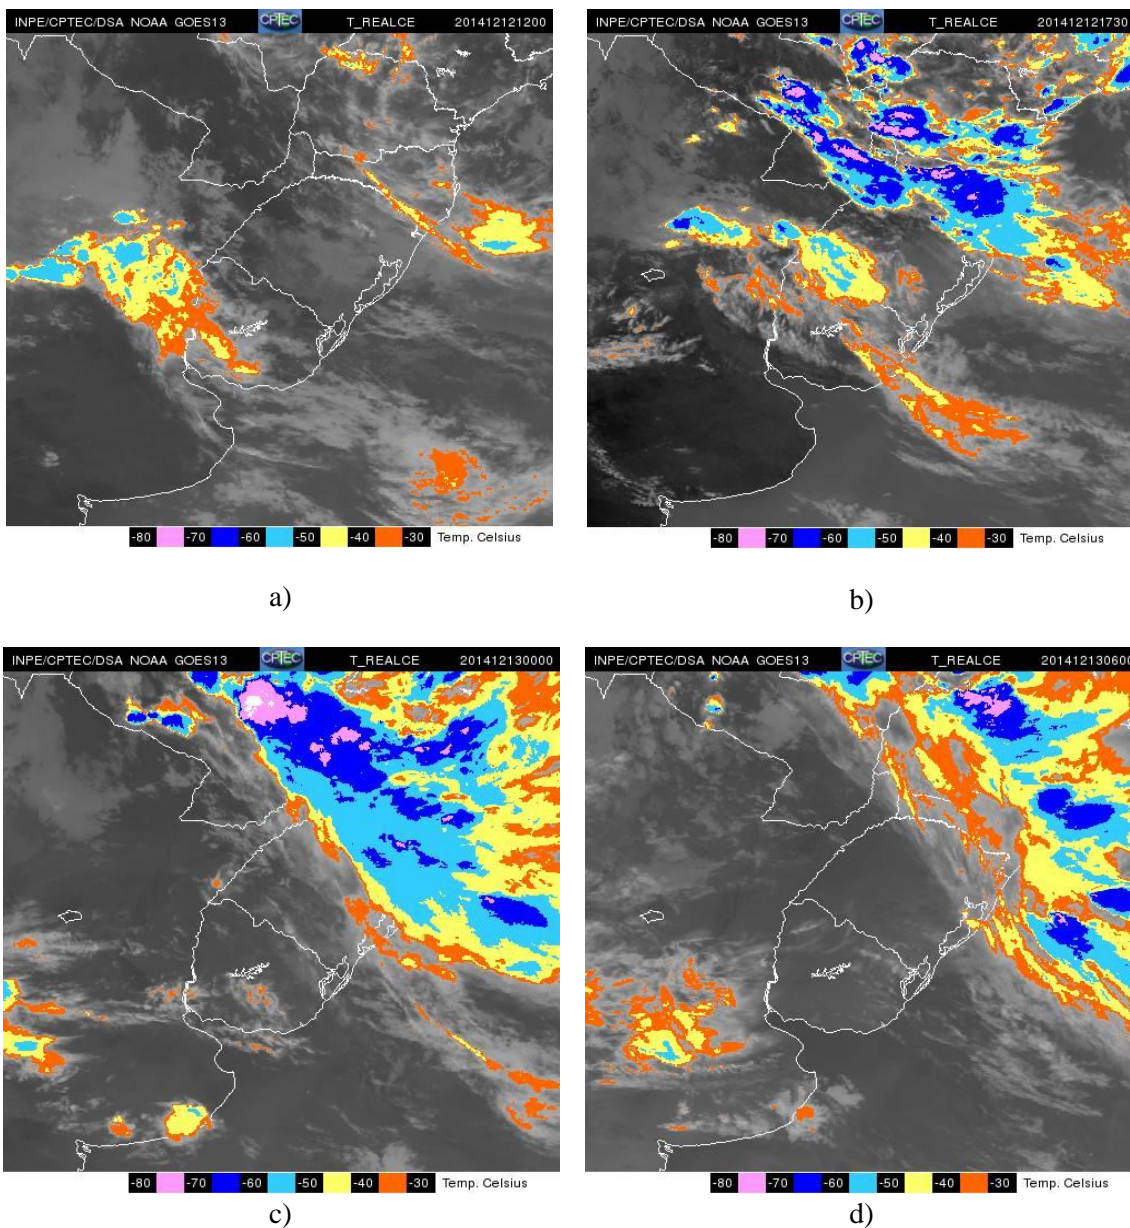 INPE/CPTEC/DSA NOAA GOES13 CPTEC T_REALCE 201412121200
-80 -70 -60 -50 -40 -30 Temp. Celsius
a)
INPE/CPTEC/DSA NOAA GOES13 CPTEC T_REALCE 201412121730
-80 -70 -60 -50 -40 -30 Temp. Celsius
b)
INPE/CPTEC/DSA NOAA GOES13 CPTEC T_REALCE 201412130000
-80 -70 -60 -50 -40 -30 Temp. Celsius
c)
INPE/CPTEC/DSA NOAA GOES13 CPTEC T_REALCE 201412130600
-80 -70 -60 -50 -40 -30 Temp. Celsius
d)